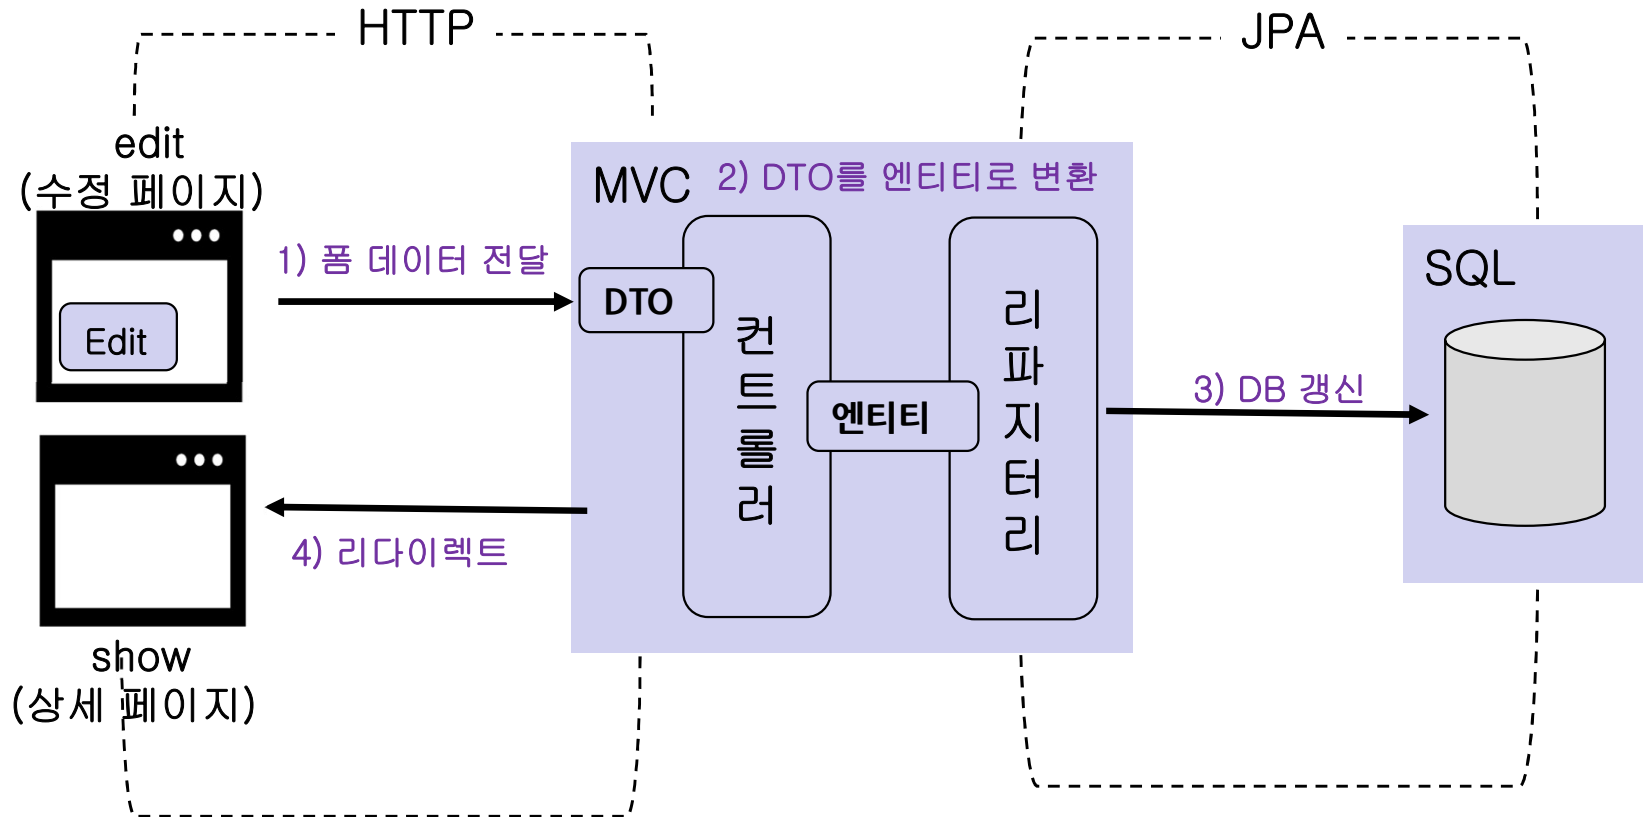 HTTP
JPA
edit
(수정 페이지)
MVC
2) DTO를 엔티티로 변환
1) 폼 데이터 전달
SQL
DTO
Edit
컨트롤러
리파지터리
엔티티
3) DB 갱신
4) 리다이렉트
show
(상세 페이지)